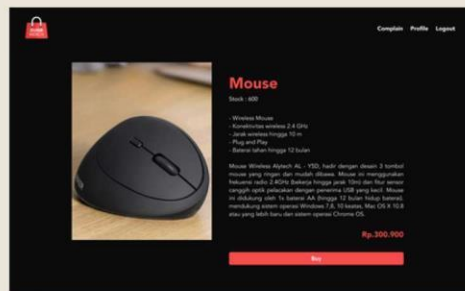 Complain Profile Logout
Mouse
Stock : 600
- Wireless Mouse
- Konektivitas wireless 2.4 GHz
- Jarak wireless hingga 10 m
- Plug and Play
- Baterai tahan hingga 12 bulan
Mouse Wireless Alytech AL - Y5D, hadir dengan desain 3 tombol
mouse yang ringan dan mudah dibawa. Mouse ini menggunakan
frekuensi radio 2.4GHz (bekerja hingga jarak 10m) dan fitur sensor
canggih optik pelacakan dengan penerima USB yang kecil. Mouse
ini didukung oleh 1x baterai AA (hingga 12 bulan hidup baterai).
mendukung sistem operasi Windows 7,8, 10 keatas, Mac OS X 10.8
atau yang lebih baru dan sistem operasi Chrome OS.
Rp.300.900
Buy